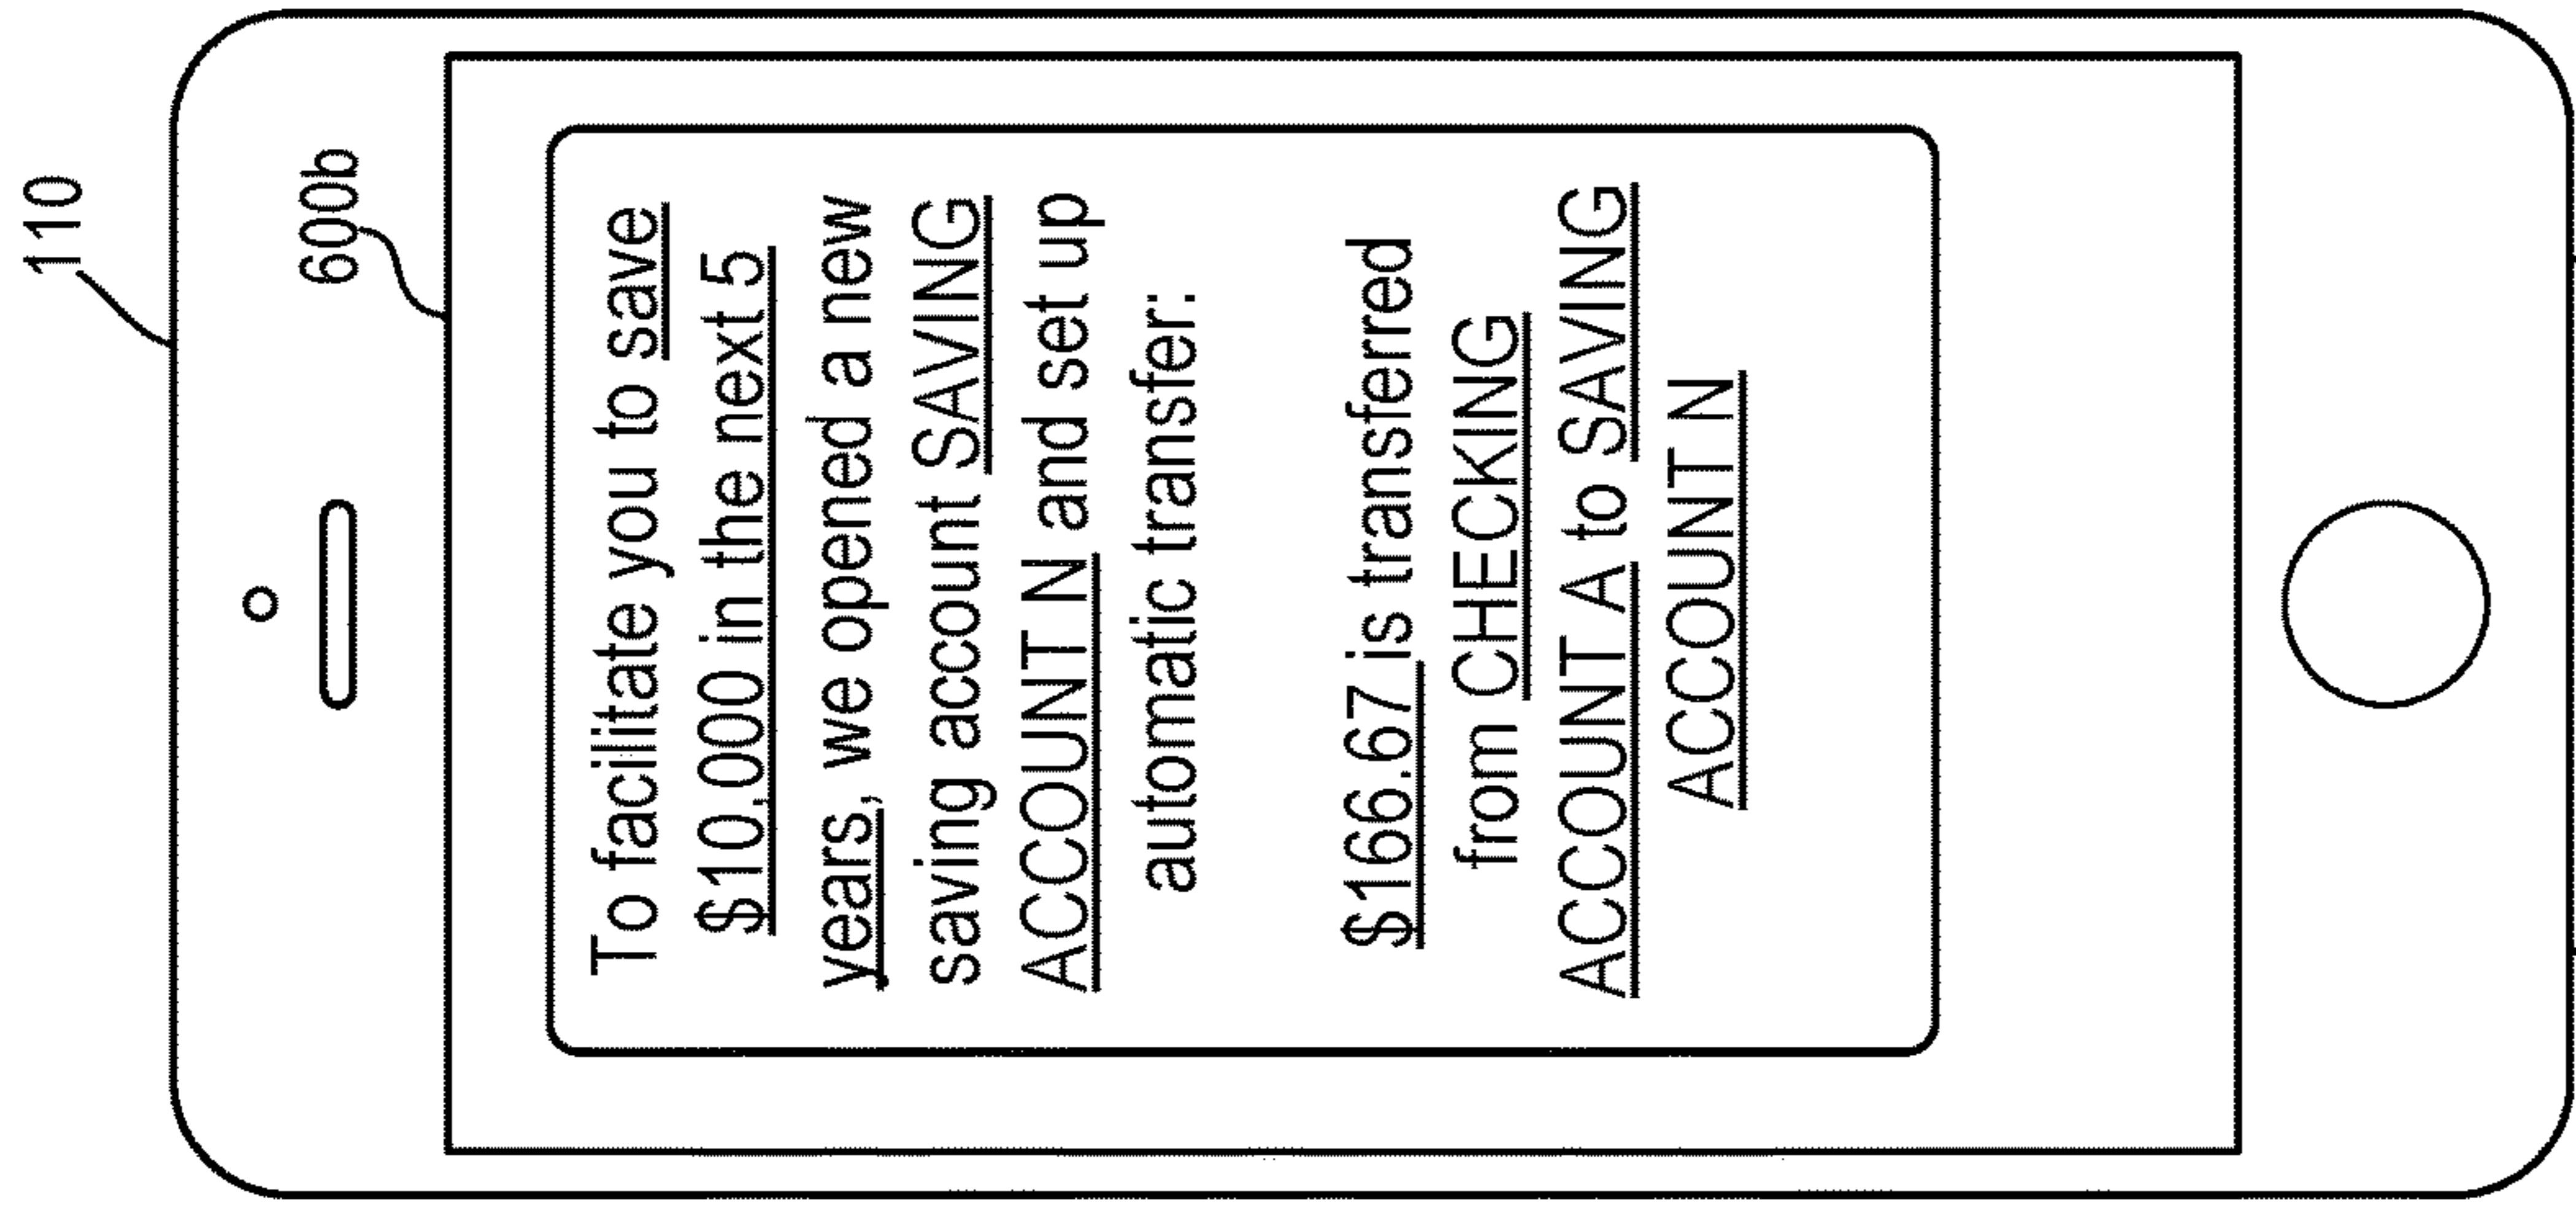 110
600b
To facilitate you to save
$10,000 in the next 5
years, we opened a new
saving account SAVING
ACCOUNT N and set up
automatic transfer:
$166.67 is transferred
from CHECKING
ACCOUNT A to SAVING
ACCOUNT N